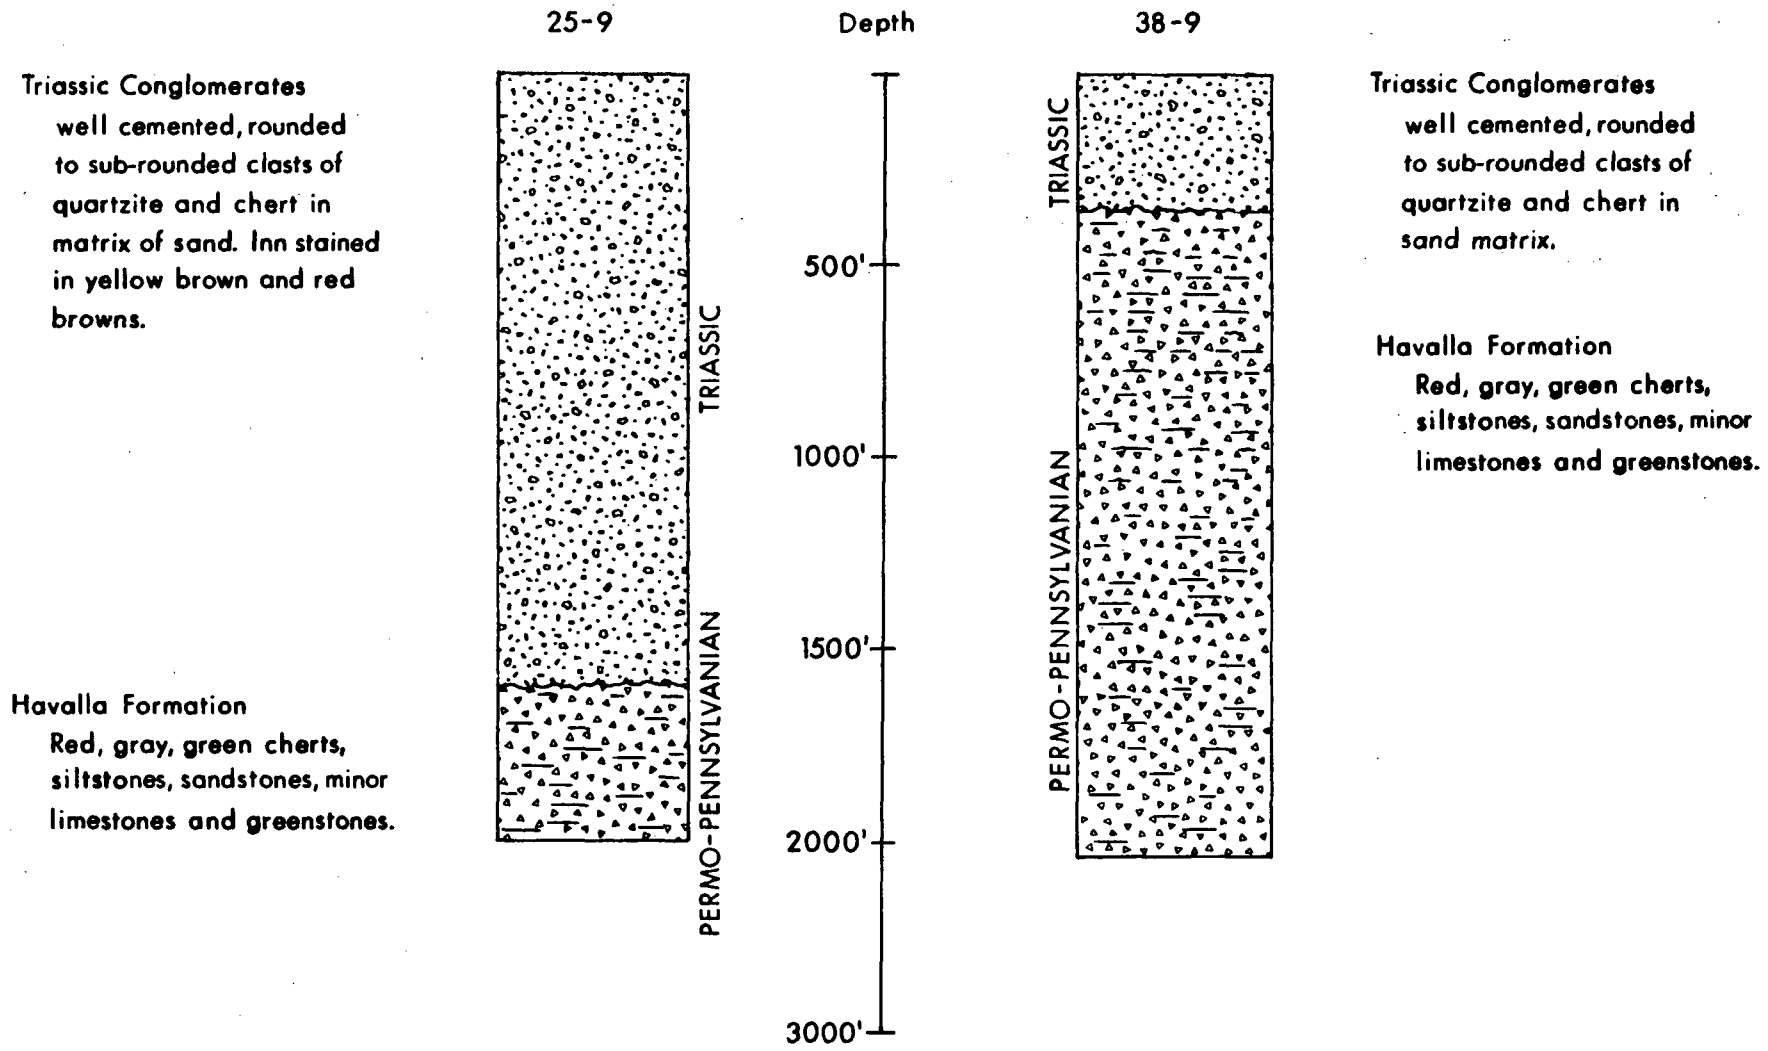 25-9
Depth
38-9
Triassic Conglomerates
well cemented, rounded
to sub-rounded clasts of
quartzite and chert in
matrix of sand. Inn stained
in yellow brown and red
browns.
Havalla Formation
Red, gray, green cherts,
siltstones, sandstones, minor
limestones and greenstones.
TRIASSIC
PERMO-PENNSYLVANIAN
500'
1000'
1500'
2000'
3000'
TRIASSIC
PERMO-PENNSYLVANIAN
Triassic Conglomerates
well cemented, rounded
to sub-rounded clasts of
quartzite and chert in
sand matrix.
Havalla Formation
Red, gray, green cherts,
siltstones, sandstones, minor
limestones and greenstones.